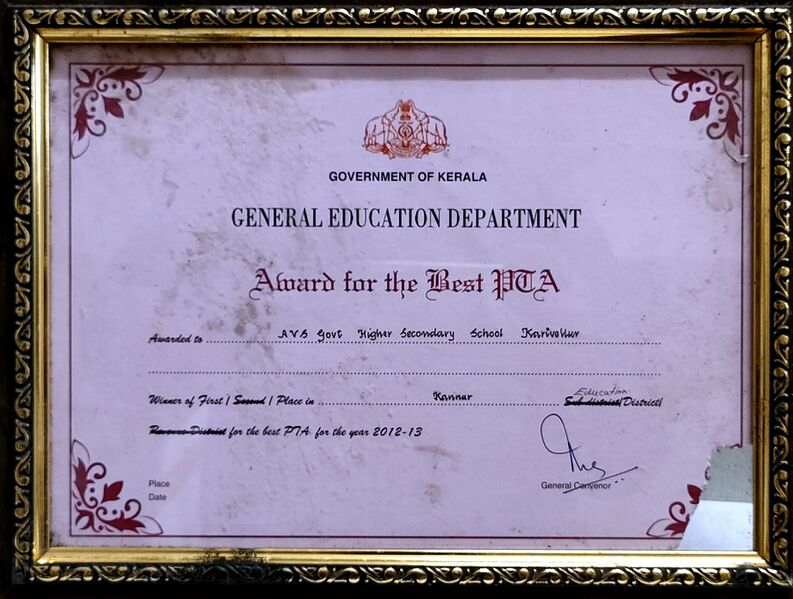 GOVERNMENT OF KERALA
GENERAL EDUCATION DEPARTMENT
Award for the Best PTA
Awarded to AVS Govt Higher Secondary School Karivellur
Education
Winner of First / Second / Place in Kannur Sub district/District/
Revenue District for the best PTA for the year 2012-13
Place
General Convenor
Date